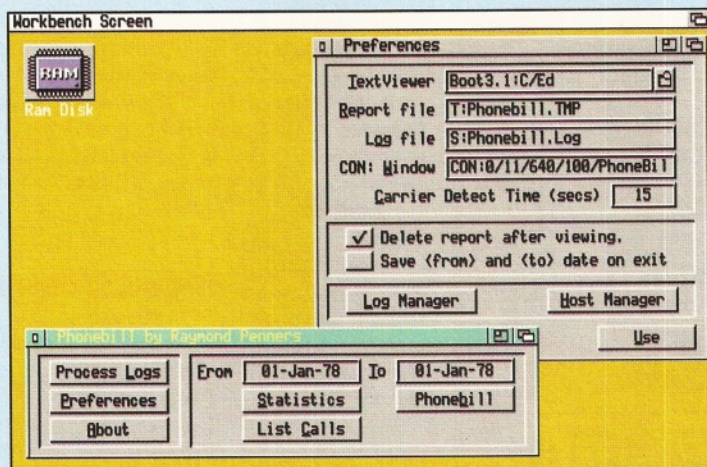 Workbench Screen
RAM
Ram Disk
Preferences
TextViewer Boot3.1:C/Ed
Report file T:Phonebill.TMP
Log file S:Phonebill.Log
CON: Window CON:0/11/640/100/PhoneBil
Carrier Detect Time (secs) 15
Delete report after viewing.
Save (from) and (to) date on exit
Log Manager Host Manager
Use
Phonebill by Raymond Penners
Process Logs From 01-Jan-78 To 01-Jan-78
Preferences Statistics Phonebill
About List Calls